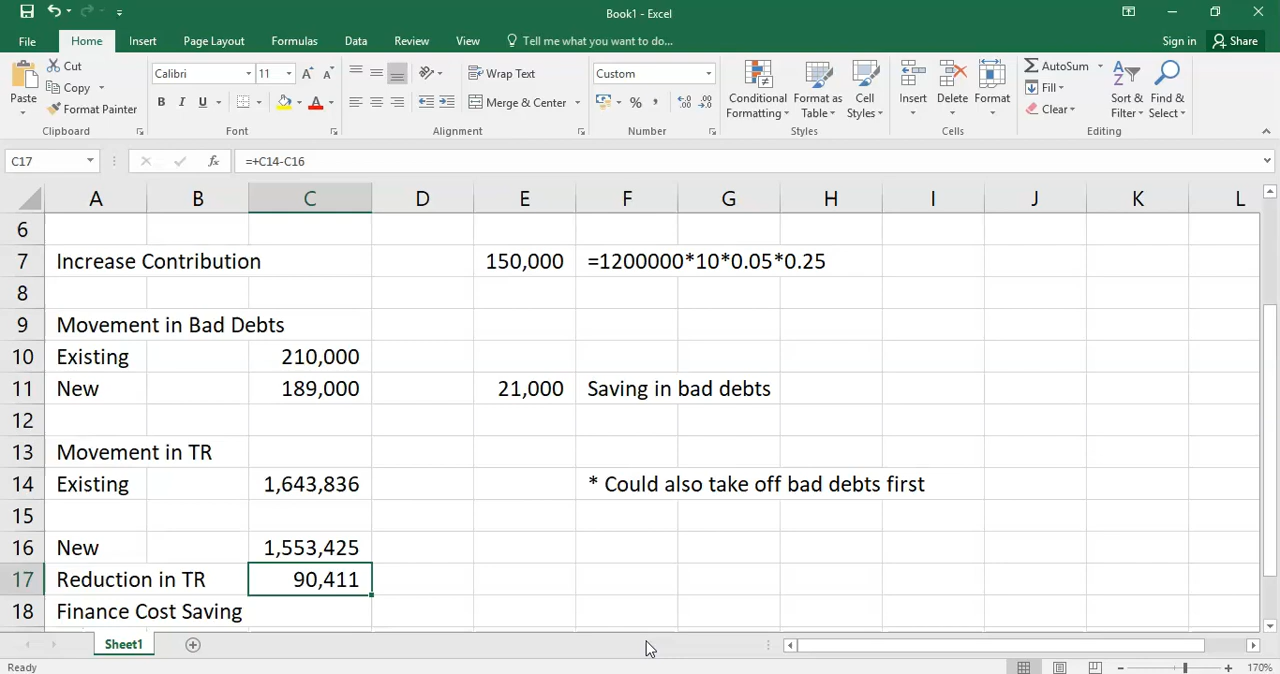 Book1 - Excel
File Home Insert Page Layout Formulas Data Review View Tell me what you want to do... Sign in Share
Paste Cut Copy Format Painter Clipboard
Calibri 11 A A B I U A Font
Wrap Text Merge & Center Alignment
Custom % , Number
Conditional Formatting Format as Table Cell Styles Styles
Insert Delete Format Cells
AutoSum Fill Clear Sort & Filter Find & Select Editing
C17 fx =+C14-C16
A B C D E F G H I J K L
6
7 Increase Contribution 150,000 =1200000*10*0.05*0.25
8
9 Movement in Bad Debts
10 Existing 210,000
11 New 189,000 21,000 Saving in bad debts
12
13 Movement in TR
14 Existing 1,643,836 * Could also take off bad debts first
15
16 New 1,553,425
17 Reduction in TR 90,411
18 Finance Cost Saving
Sheet1
Ready 170%